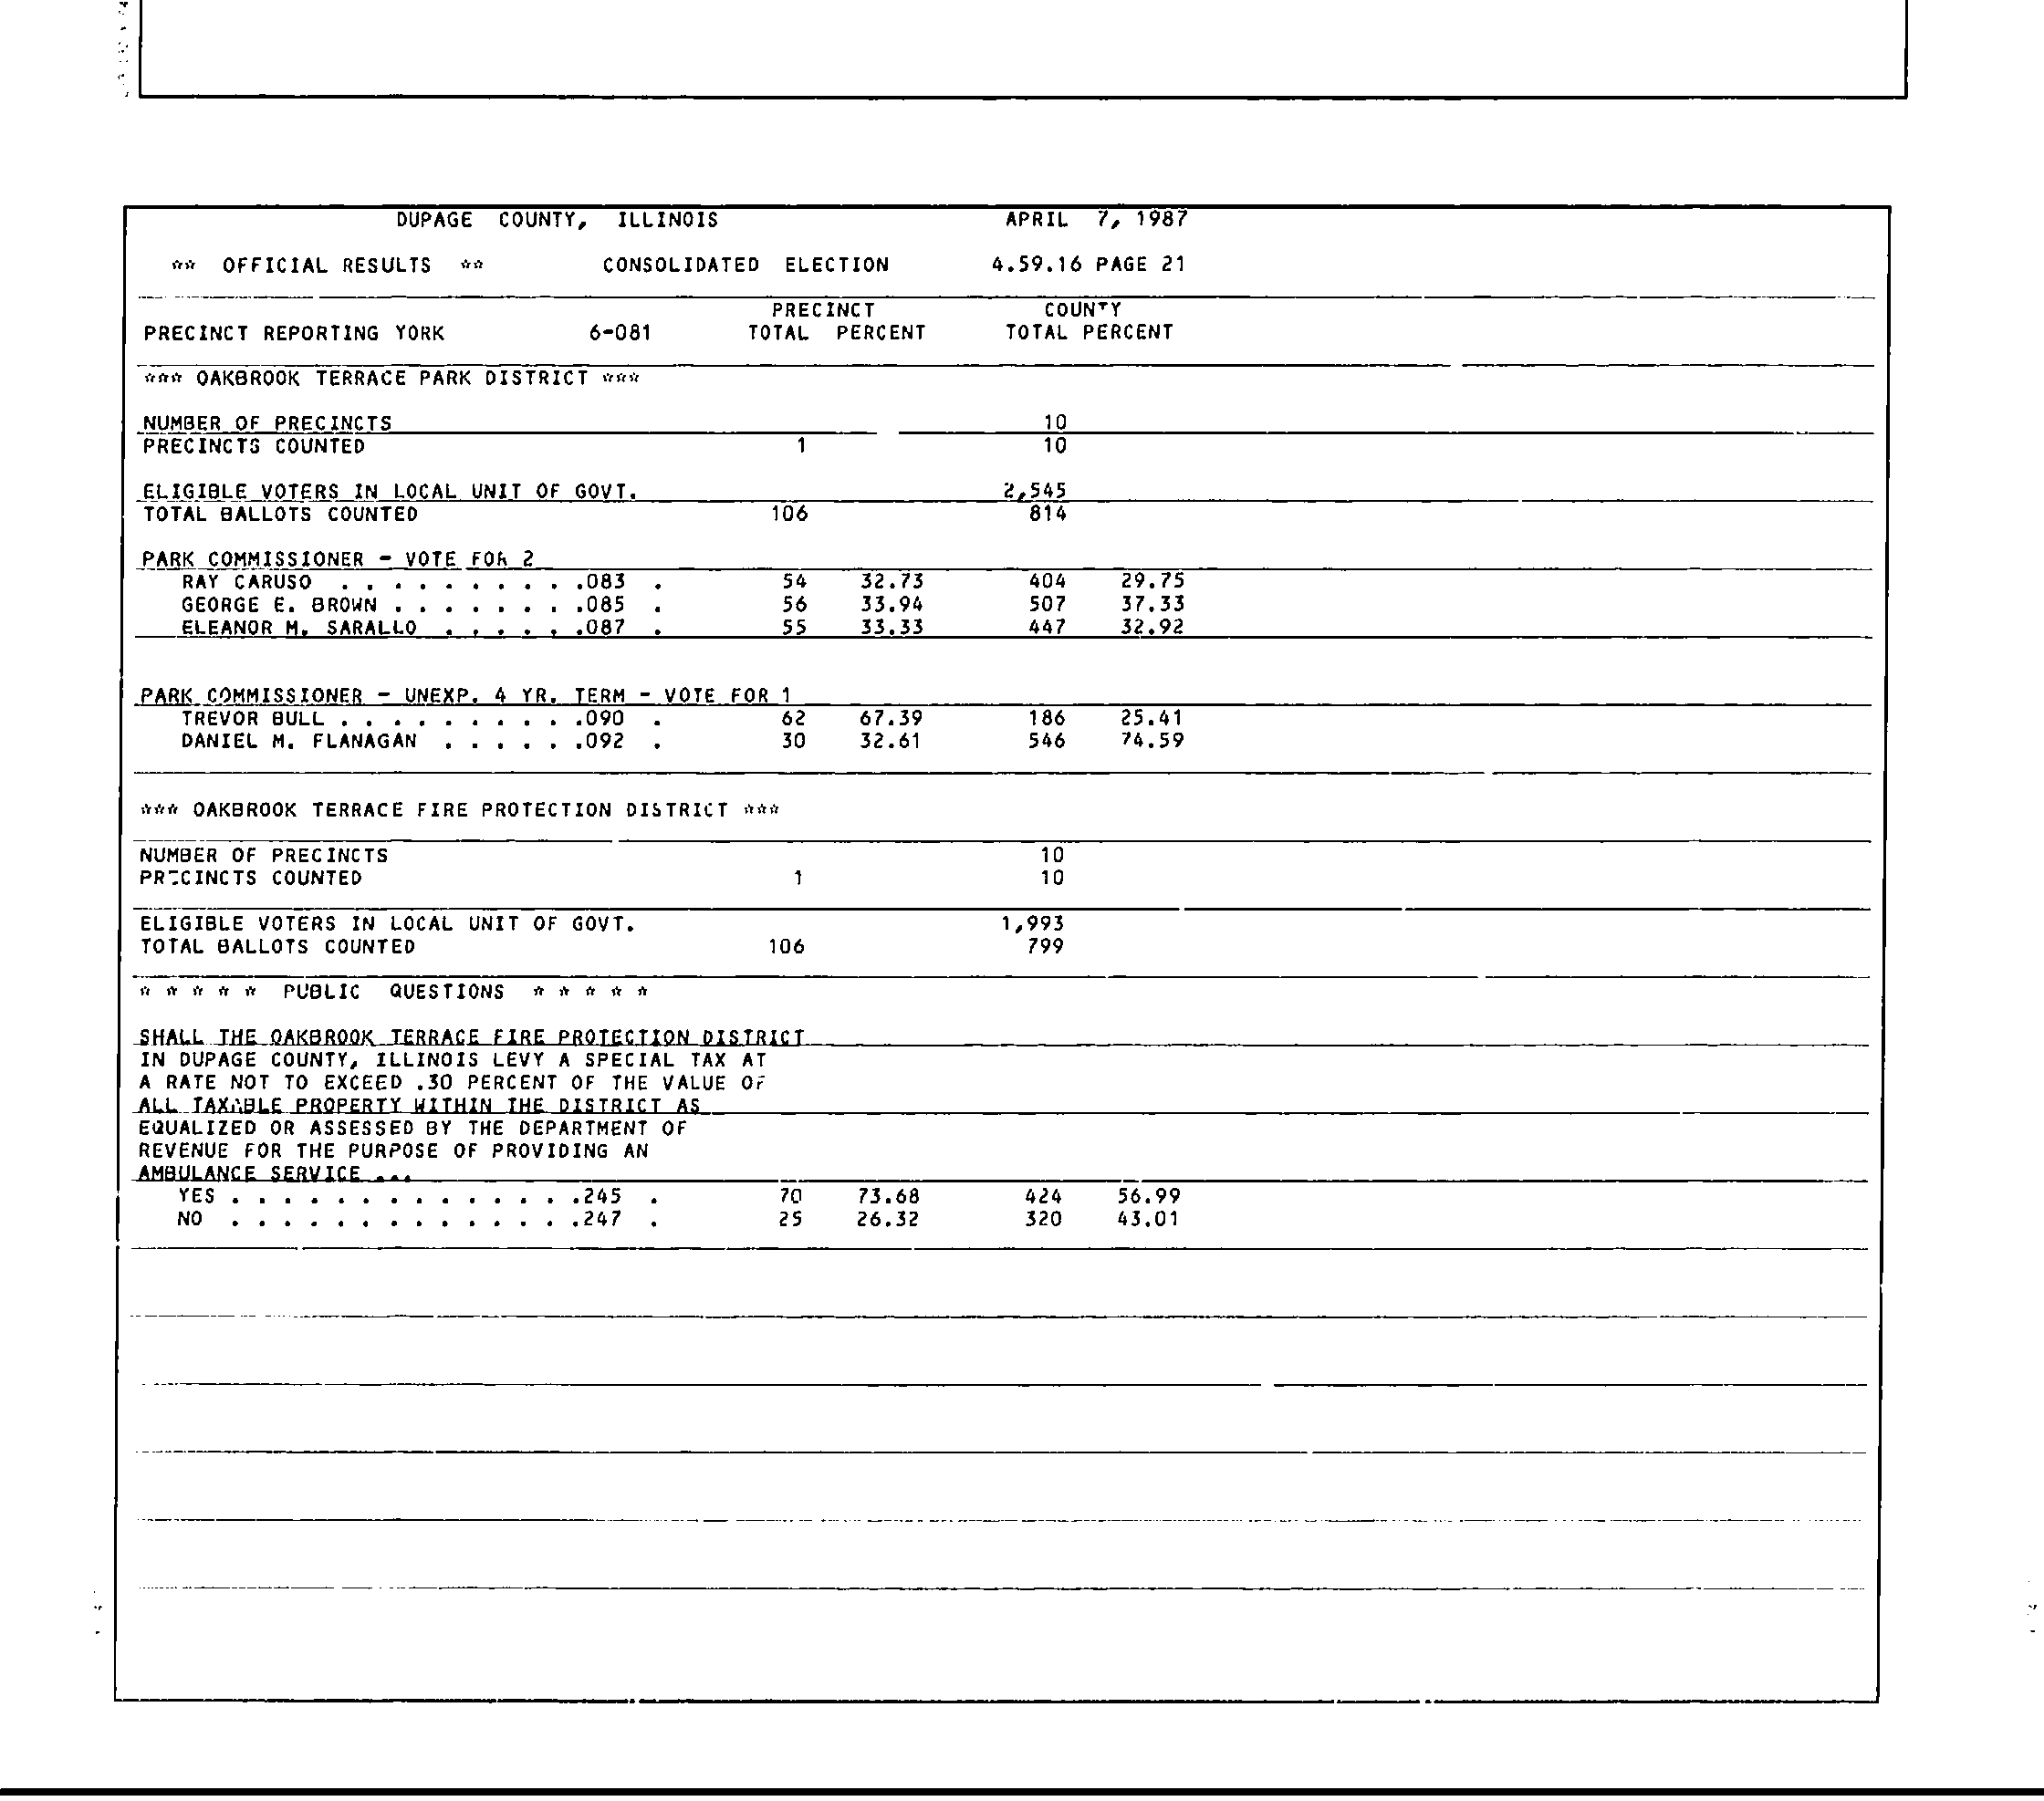 DUPAGE COUNTY, ILLINOIS APRIL 7, 1987
** OFFICIAL RESULTS ** CONSOLIDATED ELECTION 4.59.16 PAGE 21
PRECINCT COUNTY
PRECINCT REPORTING YORK 6-081 TOTAL PERCENT TOTAL PERCENT
*** OAKBROOK TERRACE PARK DISTRICT ***
NUMBER OF PRECINCTS 10
PRECINCTS COUNTED 1 10
ELIGIBLE VOTERS IN LOCAL UNIT OF GOVT. 2,545
TOTAL BALLOTS COUNTED 106 814
PARK COMMISSIONER - VOTE FOR 2
RAY CARUSO . . . . . . . . . .083 . 54 32.73 404 29.75
GEORGE E. BROWN . . . . . . . .085 . 56 33.94 507 37.33
ELEANOR M. SARALLO . . . . . .087 . 55 33.33 447 32.92
PARK COMMISSIONER - UNEXP. 4 YR. TERM - VOTE FOR 1
TREVOR BULL . . . . . . . . . .090 . 62 67.39 186 25.41
DANIEL M. FLANAGAN . . . . . .092 . 30 32.61 546 74.59
*** OAKBROOK TERRACE FIRE PROTECTION DISTRICT ***
NUMBER OF PRECINCTS 10
PRECINCTS COUNTED 1 10
ELIGIBLE VOTERS IN LOCAL UNIT OF GOVT. 1,993
TOTAL BALLOTS COUNTED 106 799
* * * * * PUBLIC QUESTIONS * * * * *
SHALL THE OAKBROOK TERRACE FIRE PROTECTION DISTRICT
IN DUPAGE COUNTY, ILLINOIS LEVY A SPECIAL TAX AT
A RATE NOT TO EXCEED .30 PERCENT OF THE VALUE OF
ALL TAXABLE PROPERTY WITHIN THE DISTRICT AS
EQUALIZED OR ASSESSED BY THE DEPARTMENT OF
REVENUE FOR THE PURPOSE OF PROVIDING AN
AMBULANCE SERVICE ...
YES . . . . . . . . . . . . . .245 . 70 73.68 424 56.99
NO . . . . . . . . . . . . . .247 . 25 26.32 320 43.01